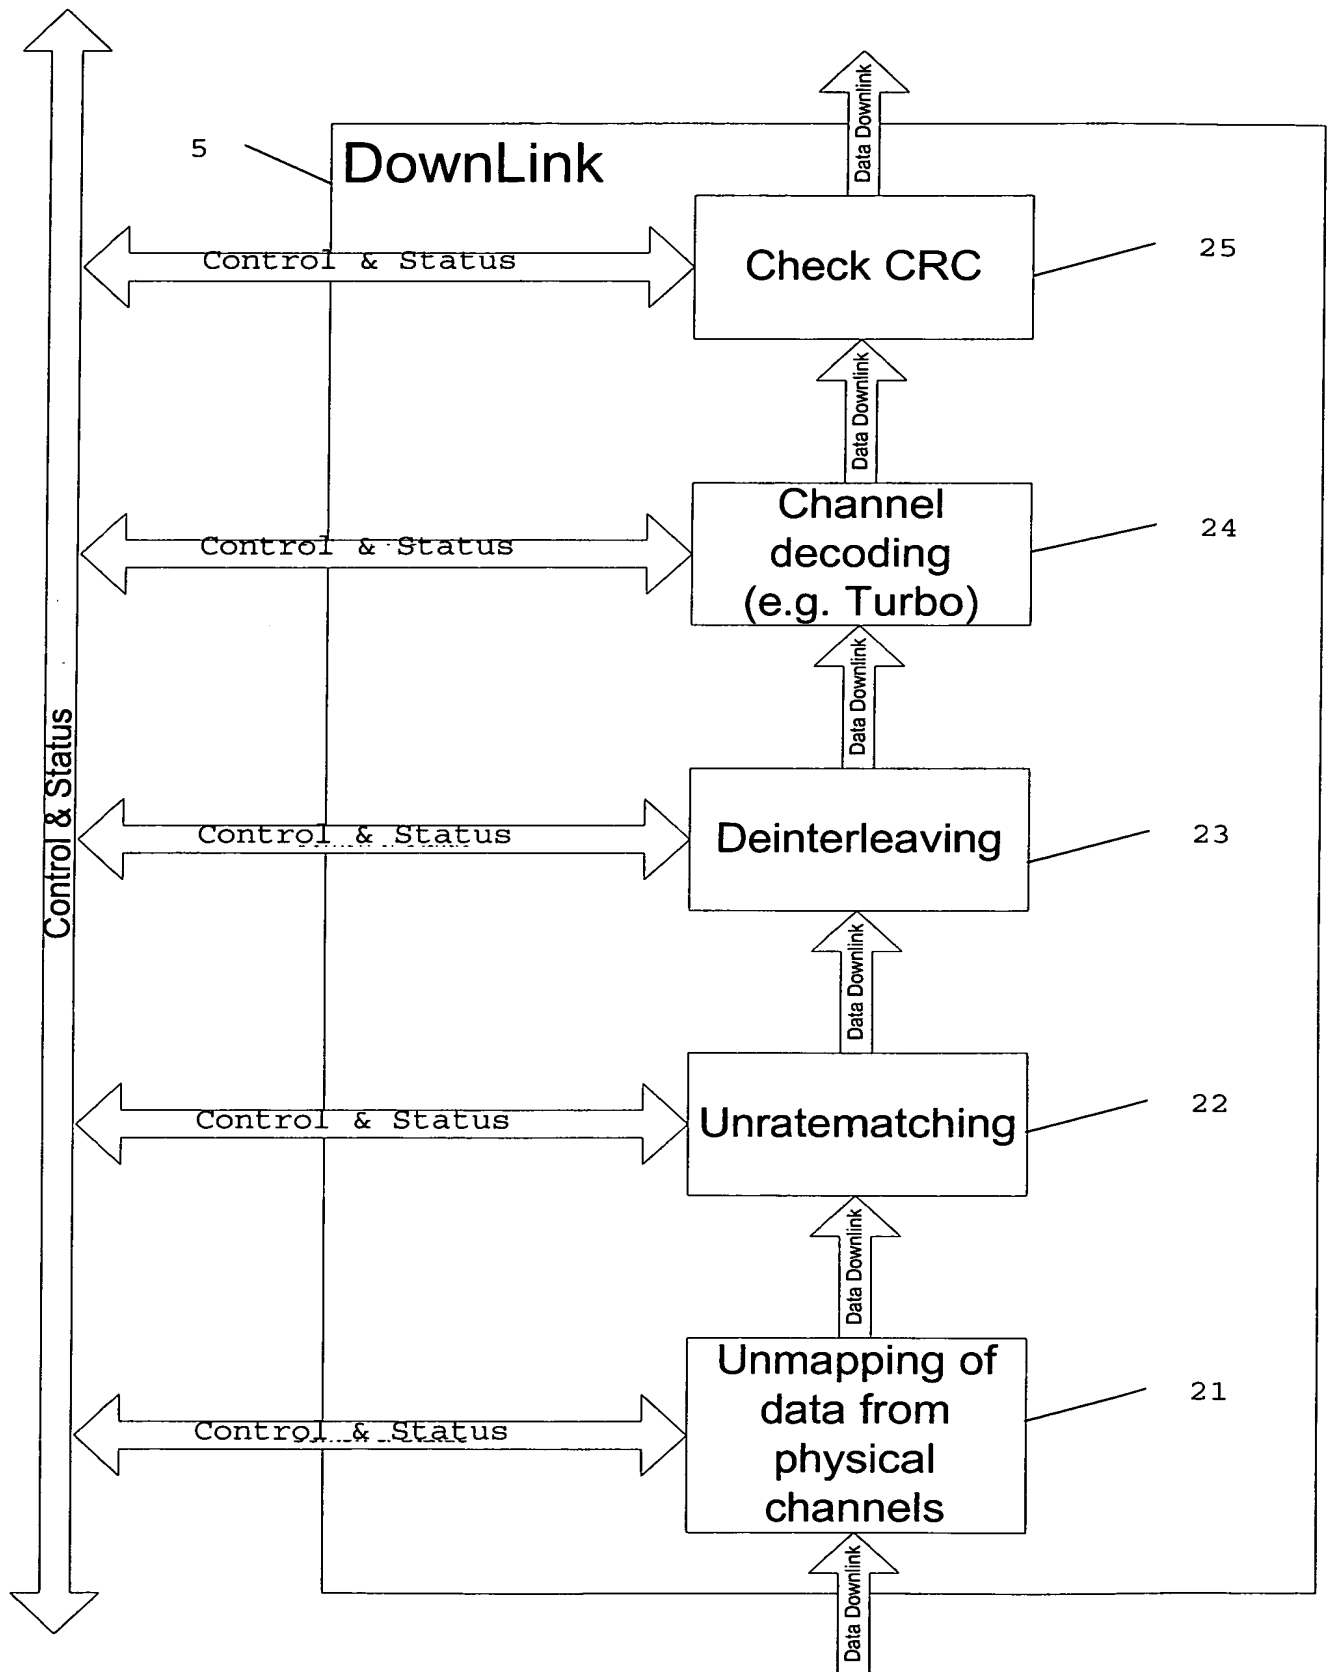 Data Downlink
5
DownLink
Control & Status
Check CRC
25
Data Downlink
Control & Status
Channel
decoding
(e.g. Turbo)
24
Data Downlink
Control & Status
Control & Status
Deinterleaving
23
Data Downlink
Control & Status
Unratematching
22
Data Downlink
Control & Status
Unmapping of
data from
physical
channels
21
Data Downlink